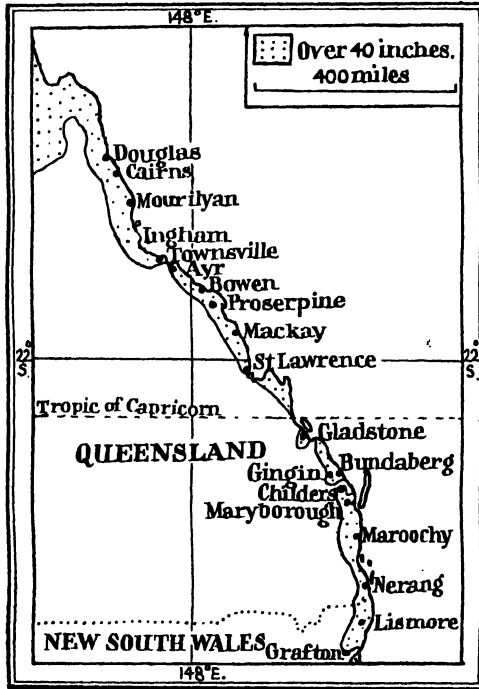 148°E.
Over 40 inches.
400 miles
Douglas
Cairns
Mourilyan
Ingham
Townsville
Ayr
Bowen
Proserpine
Mackay
22°
S.
22°
S.
St Lawrence
Tropic of Capricorn
Gladstone
QUEENSLAND
Gingin
Bundaberg
Childers
Maryborough
Maroochy
Nerang
Lismore
NEW SOUTH WALES
Grafton
148°E.